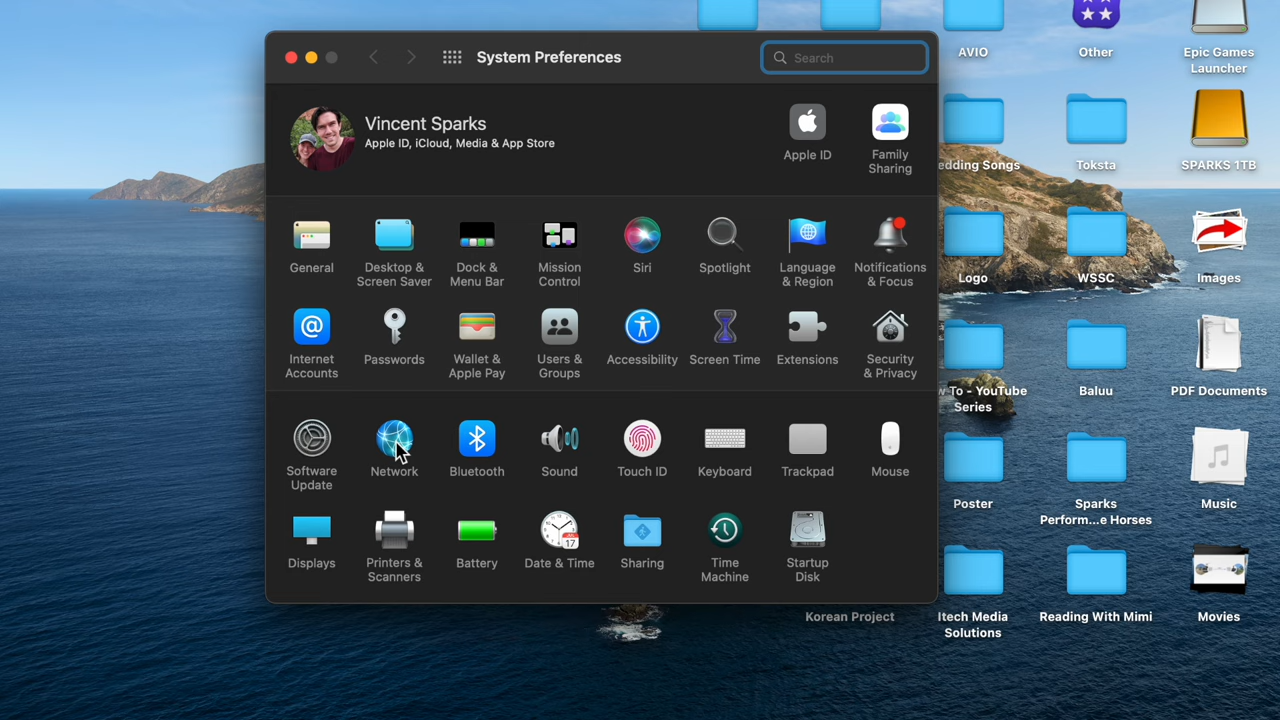 System Preferences
Search
Vincent Sparks
Apple ID, iCloud, Media & App Store
Apple ID
Family
Sharing
General
Desktop &
Screen Saver
Dock &
Menu Bar
Mission
Control
Siri
Spotlight
Language
& Region
Notifications
& Focus
Internet
Accounts
Passwords
Wallet &
Apple Pay
Users &
Groups
Accessibility
Screen Time
Extensions
Security
& Privacy
Software
Update
Network
Bluetooth
Sound
Touch ID
Keyboard
Trackpad
Mouse
Displays
Printers &
Scanners
Battery
17
Date & Time
Sharing
Time
Machine
Startup
Disk
AVIO
Other
Epic Games
Launcher
edding Songs
Toksta
SPARKS 1TB
Logo
WSSC
Images
w To - YouTube
Series
Baluu
PDF Documents
Poster
Sparks
Perform...e Horses
Music
Korean Project
Itech Media
Solutions
Reading With Mimi
Movies